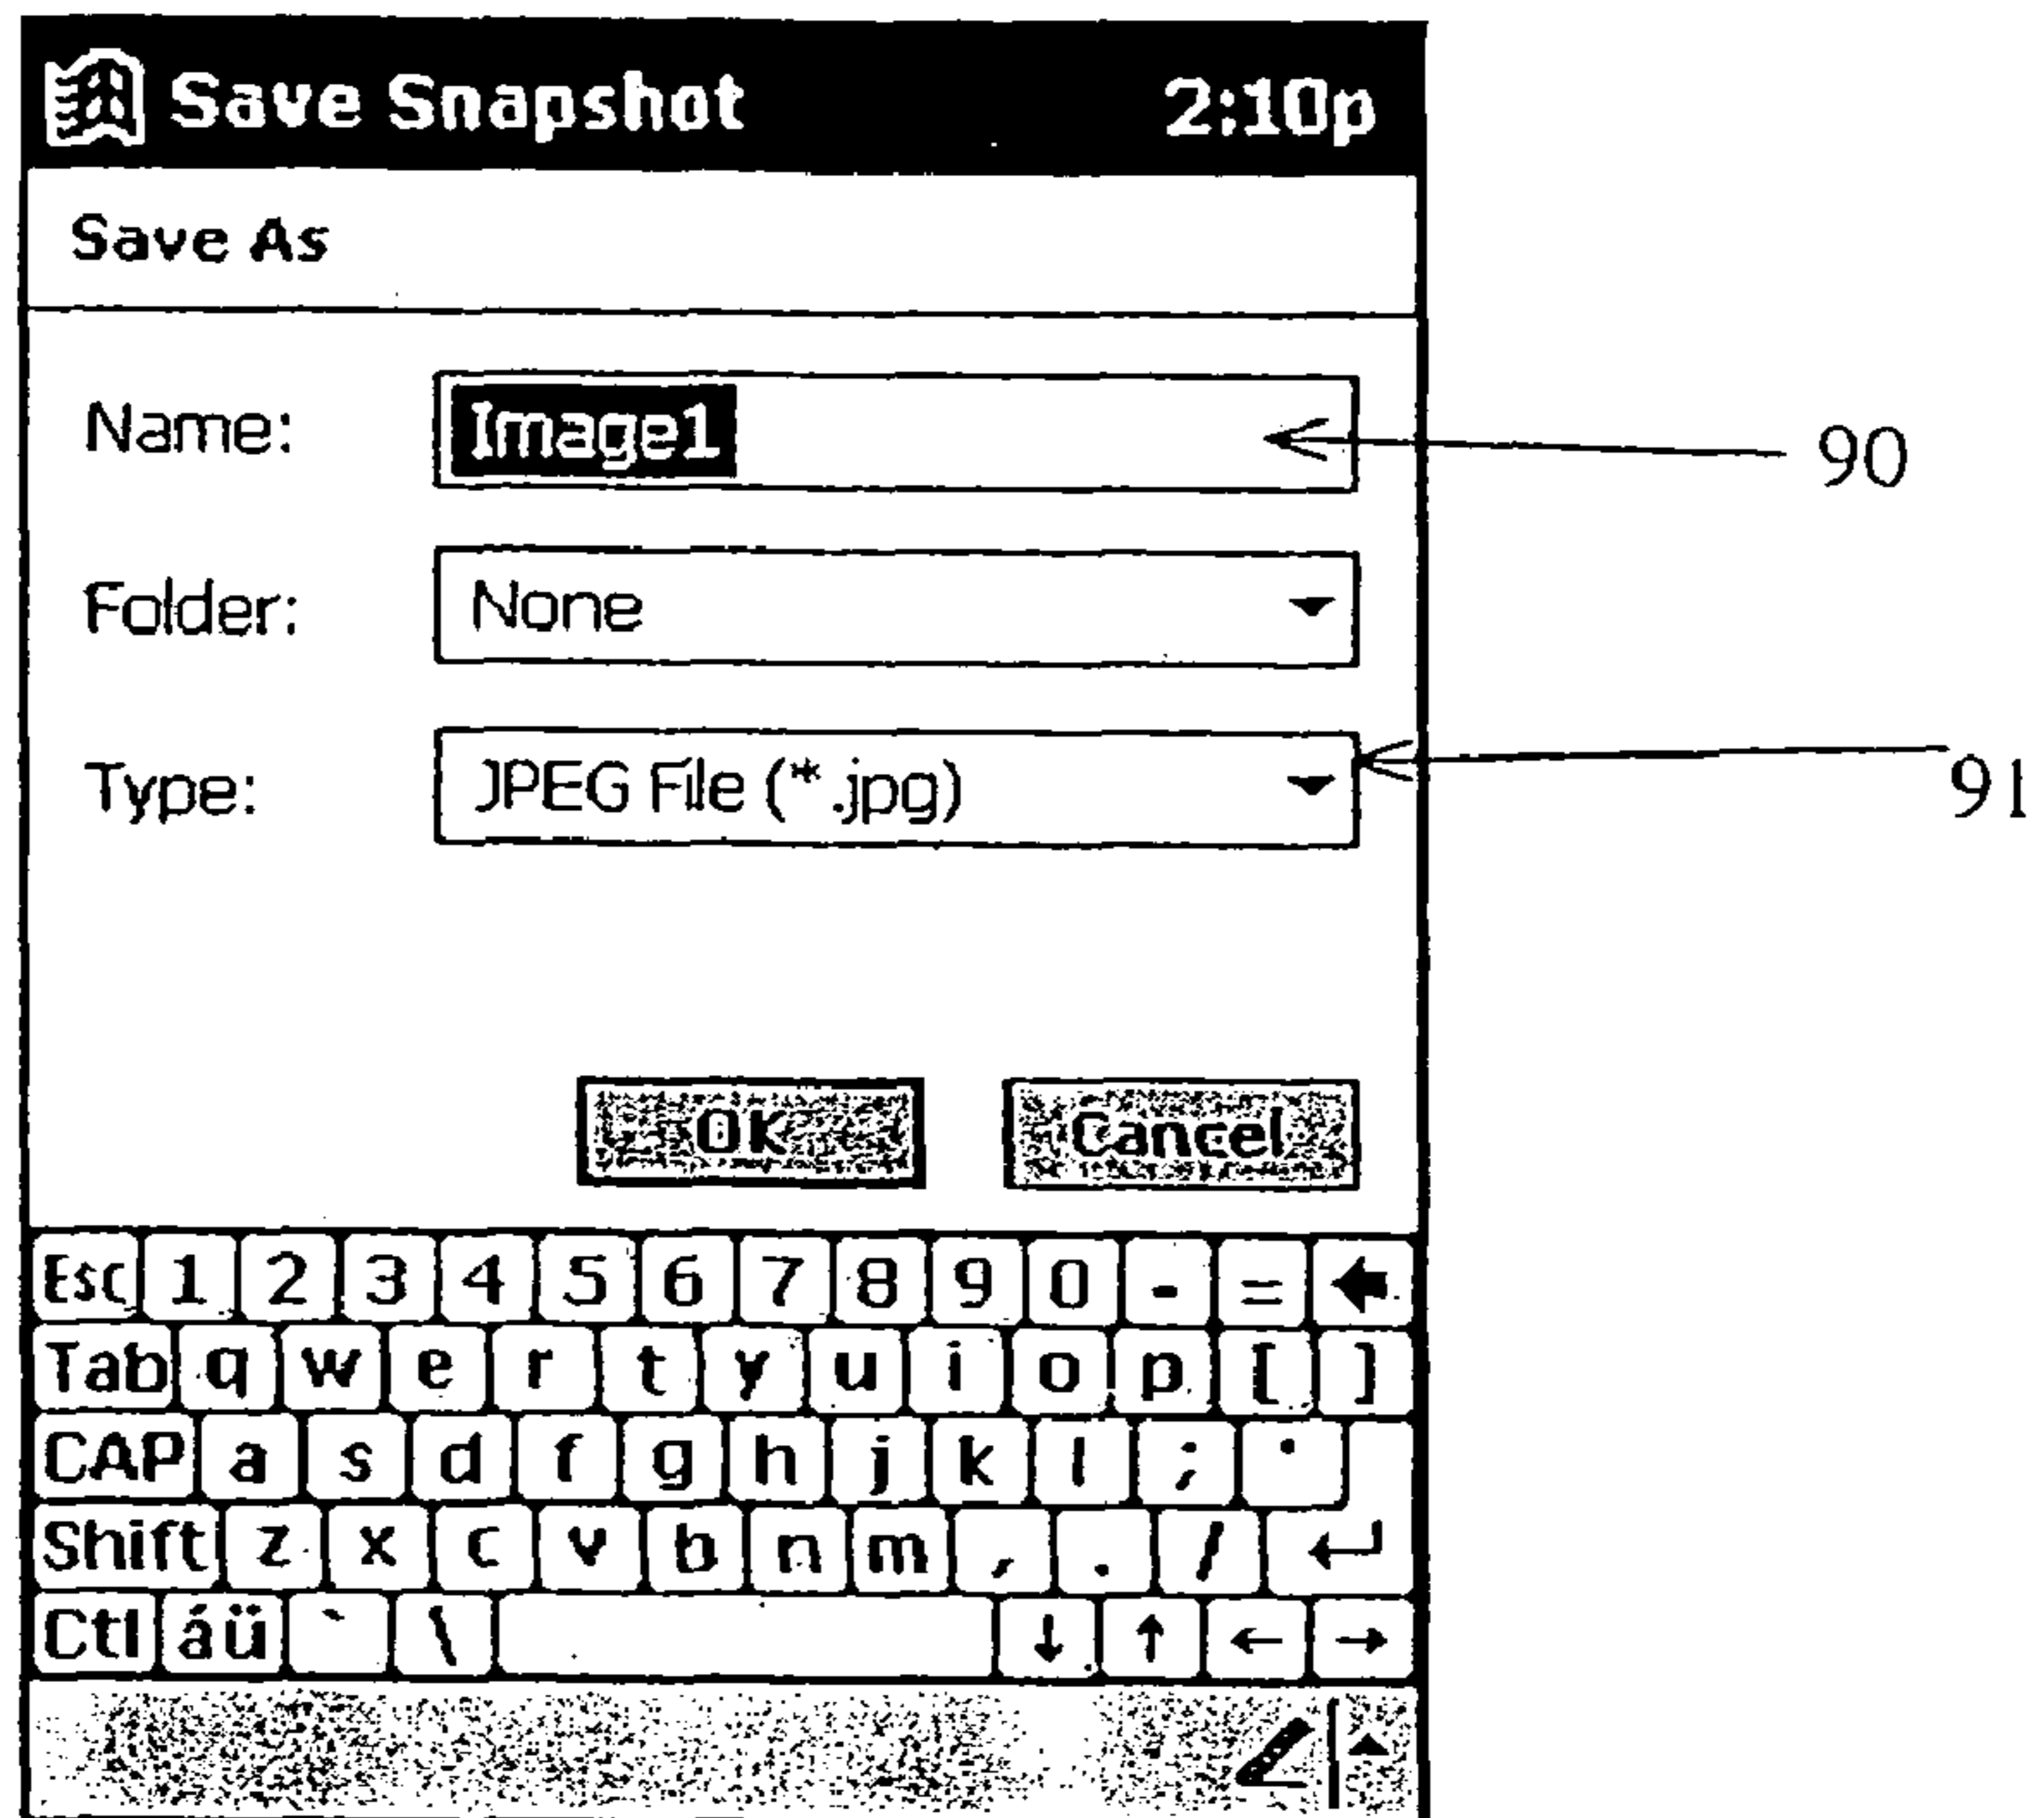 Save Snapshot 2:10p
Save As
Name: Image1 90
Folder: None
Type: JPEG File (*.jpg) 91
OK Cancel
Esc 1 2 3 4 5 6 7 8 9 0 - = ←
Tab q w e r t y u i o p [ ]
CAP a s d f g h j k l ; '
Shift z x c v b n m , . / ↵
Ctl áü ` \ ↓ ↑ ← →